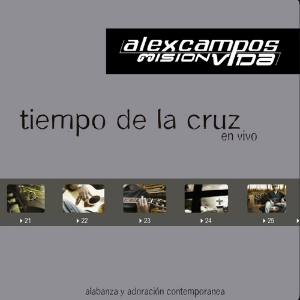 alexcampos
MISIONVIDA
tiempo de la cruz
en vivo
21 22 23 24 25
alabanza y adoración contemporanea